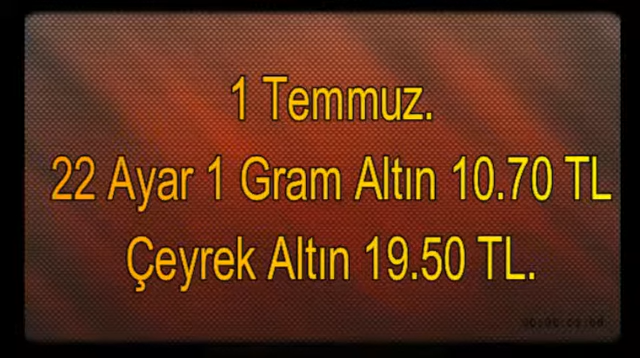 1 Temmuz.
22 Ayar 1 Gram Altın 10.70 TL
Çeyrek Altın 19.50 TL.